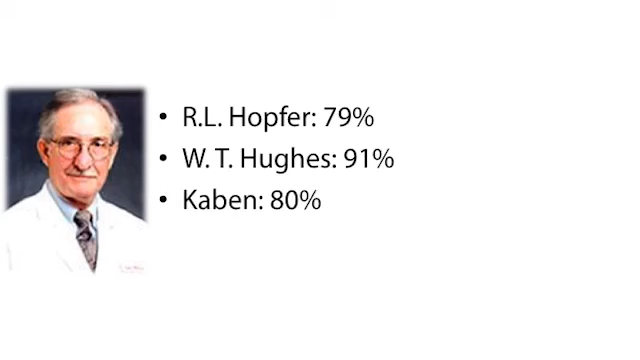 • R.L. Hopfer: 79%
• W. T. Hughes: 91%
• Kaben: 80%